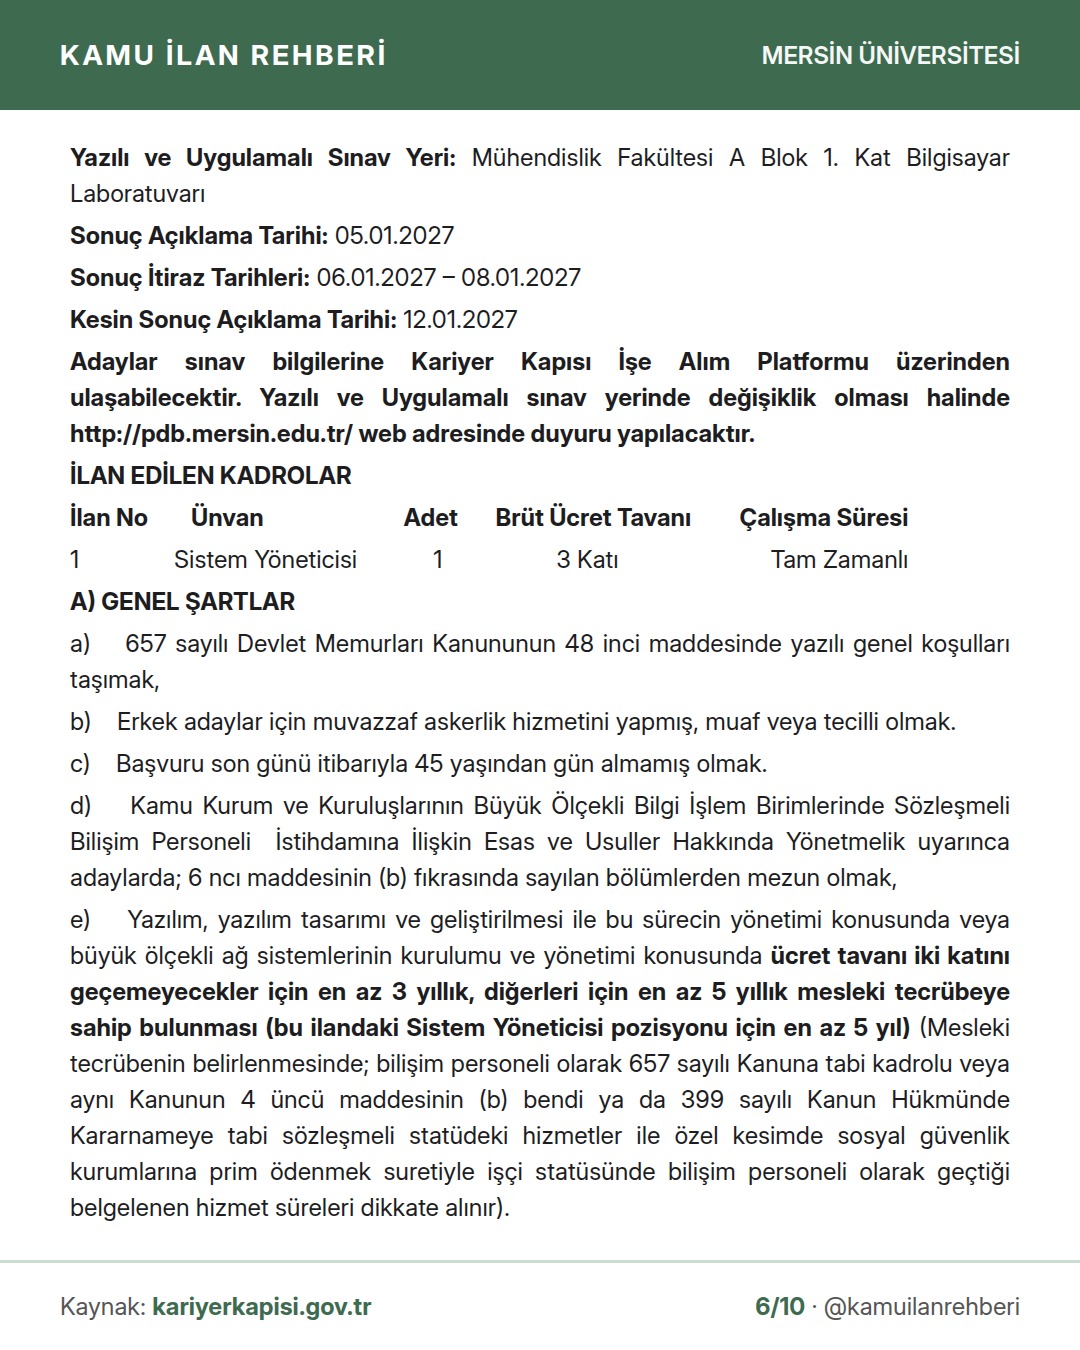 KAMU İLAN REHBERİ
MERSİN ÜNİVERSİTESİ
Yazılı ve Uygulamalı Sınav Yeri: Mühendislik Fakültesi A Blok 1. Kat Bilgisayar
Laboratuvarı
Sonuç Açıklama Tarihi: 05.01.2027
Sonuç İtiraz Tarihleri: 06.01.2027 – 08.01.2027
Kesin Sonuç Açıklama Tarihi: 12.01.2027
Adaylar sınav bilgilerine Kariyer Kapısı İşe Alım Platformu üzerinden
ulaşabilecektir. Yazılı ve Uygulamalı sınav yerinde değişiklik olması halinde
http://pdb.mersin.edu.tr/ web adresinde duyuru yapılacaktır.
İLAN EDİLEN KADROLAR
İlan No Ünvan Adet Brüt Ücret Tavanı Çalışma Süresi
1 Sistem Yöneticisi 1 3 Katı Tam Zamanlı
A) GENEL ŞARTLAR
a) 657 sayılı Devlet Memurları Kanununun 48 inci maddesinde yazılı genel koşulları
taşımak,
b) Erkek adaylar için muvazzaf askerlik hizmetini yapmış, muaf veya tecilli olmak.
c) Başvuru son günü itibarıyla 45 yaşından gün almamış olmak.
d) Kamu Kurum ve Kuruluşlarının Büyük Ölçekli Bilgi İşlem Birimlerinde Sözleşmeli
Bilişim Personeli İstihdamına İlişkin Esas ve Usuller Hakkında Yönetmelik uyarınca
adaylarda; 6 ncı maddesinin (b) fıkrasında sayılan bölümlerden mezun olmak,
e) Yazılım, yazılım tasarımı ve geliştirilmesi ile bu sürecin yönetimi konusunda veya
büyük ölçekli ağ sistemlerinin kurulumu ve yönetimi konusunda ücret tavanı iki katını
geçemeyecekler için en az 3 yıllık, diğerleri için en az 5 yıllık mesleki tecrübeye
sahip bulunması (bu ilandaki Sistem Yöneticisi pozisyonu için en az 5 yıl) (Mesleki
tecrübenin belirlenmesinde; bilişim personeli olarak 657 sayılı Kanuna tabi kadrolu veya
aynı Kanunun 4 üncü maddesinin (b) bendi ya da 399 sayılı Kanun Hükmünde
Kararnameye tabi sözleşmeli statüdeki hizmetler ile özel kesimde sosyal güvenlik
kurumlarına prim ödenmek suretiyle işçi statüsünde bilişim personeli olarak geçtiği
belgelenen hizmet süreleri dikkate alınır).
Kaynak: kariyerkapisi.gov.tr
6/10 · @kamuilanrehberi